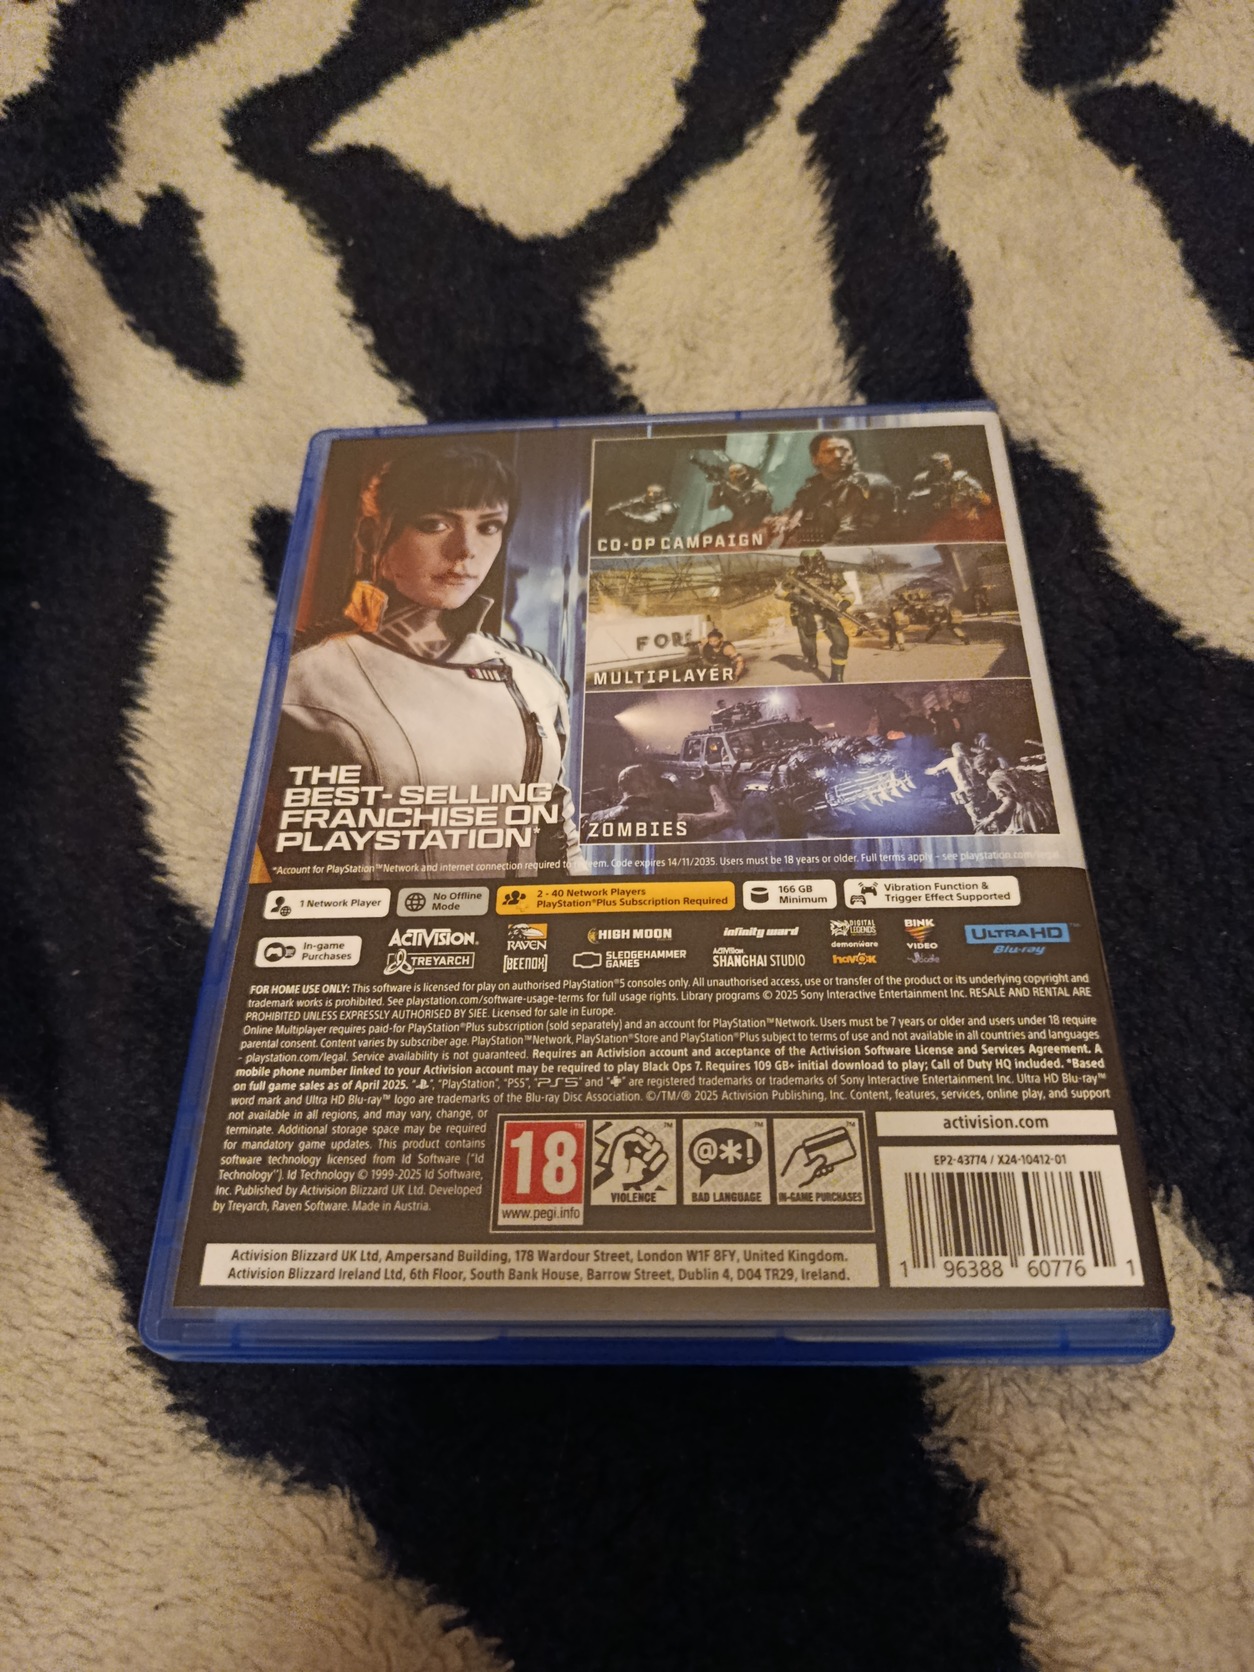 CO-OP CAMPAIGN
FOR
MULTIPLAYER
ZOMBIES
THE
BEST-SELLING
FRANCHISE ON
PLAYSTATION*
*Account for PlayStation™Network and internet connection required to redeem. Code expires 14/11/2035. Users must be 18 years or older. Full terms apply – see playstation.com
1 Network Player
No Offline
Mode
2 - 40 Network Players
PlayStation®Plus Subscription Required
166 GB
Minimum
Vibration Function &
Trigger Effect Supported
In-game
Purchases
ACTIVISION®
TREYARCH
RAVEN
[BEENOX]
HIGH MOON
SLEDGEHAMMER
GAMES
infinity ward
ACTIVISION
SHANGHAI STUDIO
DIGITAL
LEGENDS
demonware
havok
BINK
VIDEO
ULTRA HD™
Blu-ray
FOR HOME USE ONLY: This software is licensed for play on authorised PlayStation®5 consoles only. All unauthorised access, use or transfer of the product or its underlying copyright and
trademark works is prohibited. See playstation.com/software-usage-terms for full usage rights. Library programs © 2025 Sony Interactive Entertainment Inc. RESALE AND RENTAL ARE
PROHIBITED UNLESS EXPRESSLY AUTHORISED BY SIEE. Licensed for sale in Europe.
Online Multiplayer requires paid-for PlayStation®Plus subscription (sold separately) and an account for PlayStation™Network. Users must be 7 years or older and users under 18 require
parental consent. Content varies by subscriber age. PlayStation™Network, PlayStation®Store and PlayStation®Plus subject to terms of use and not available in all countries and languages
- playstation.com/legal. Service availability is not guaranteed. Requires an Activision account and acceptance of the Activision Software License and Services Agreement. A
mobile phone number linked to your Activision account may be required to play Black Ops 7. Requires 109 GB+ initial download to play; Call of Duty HQ included. *Based
on full game sales as of April 2025. " ", "PlayStation", "PS5", "PS5" and " " are registered trademarks or trademarks of Sony Interactive Entertainment Inc. Ultra HD Blu-ray™
word mark and Ultra HD Blu-ray™ logo are trademarks of the Blu-ray Disc Association. ©/TM/® 2025 Activision Publishing, Inc. Content, features, services, online play, and support
not available in all regions, and may vary, change, or
terminate. Additional storage space may be required
for mandatory game updates. This product contains
software technology licensed from Id Software ("Id
Technology"). Id Technology © 1999-2025 Id Software,
Inc. Published by Activision Blizzard UK Ltd. Developed
by Treyarch, Raven Software. Made in Austria.
18
www.pegi.info
VIOLENCE
@*!
BAD LANGUAGE
IN-GAME PURCHASES
activision.com
EP2-43774 / X24-10412-01
1 96388 60776 1
Activision Blizzard UK Ltd, Ampersand Building, 178 Wardour Street, London W1F 8FY, United Kingdom.
Activision Blizzard Ireland Ltd, 6th Floor, South Bank House, Barrow Street, Dublin 4, D04 TR29, Ireland.